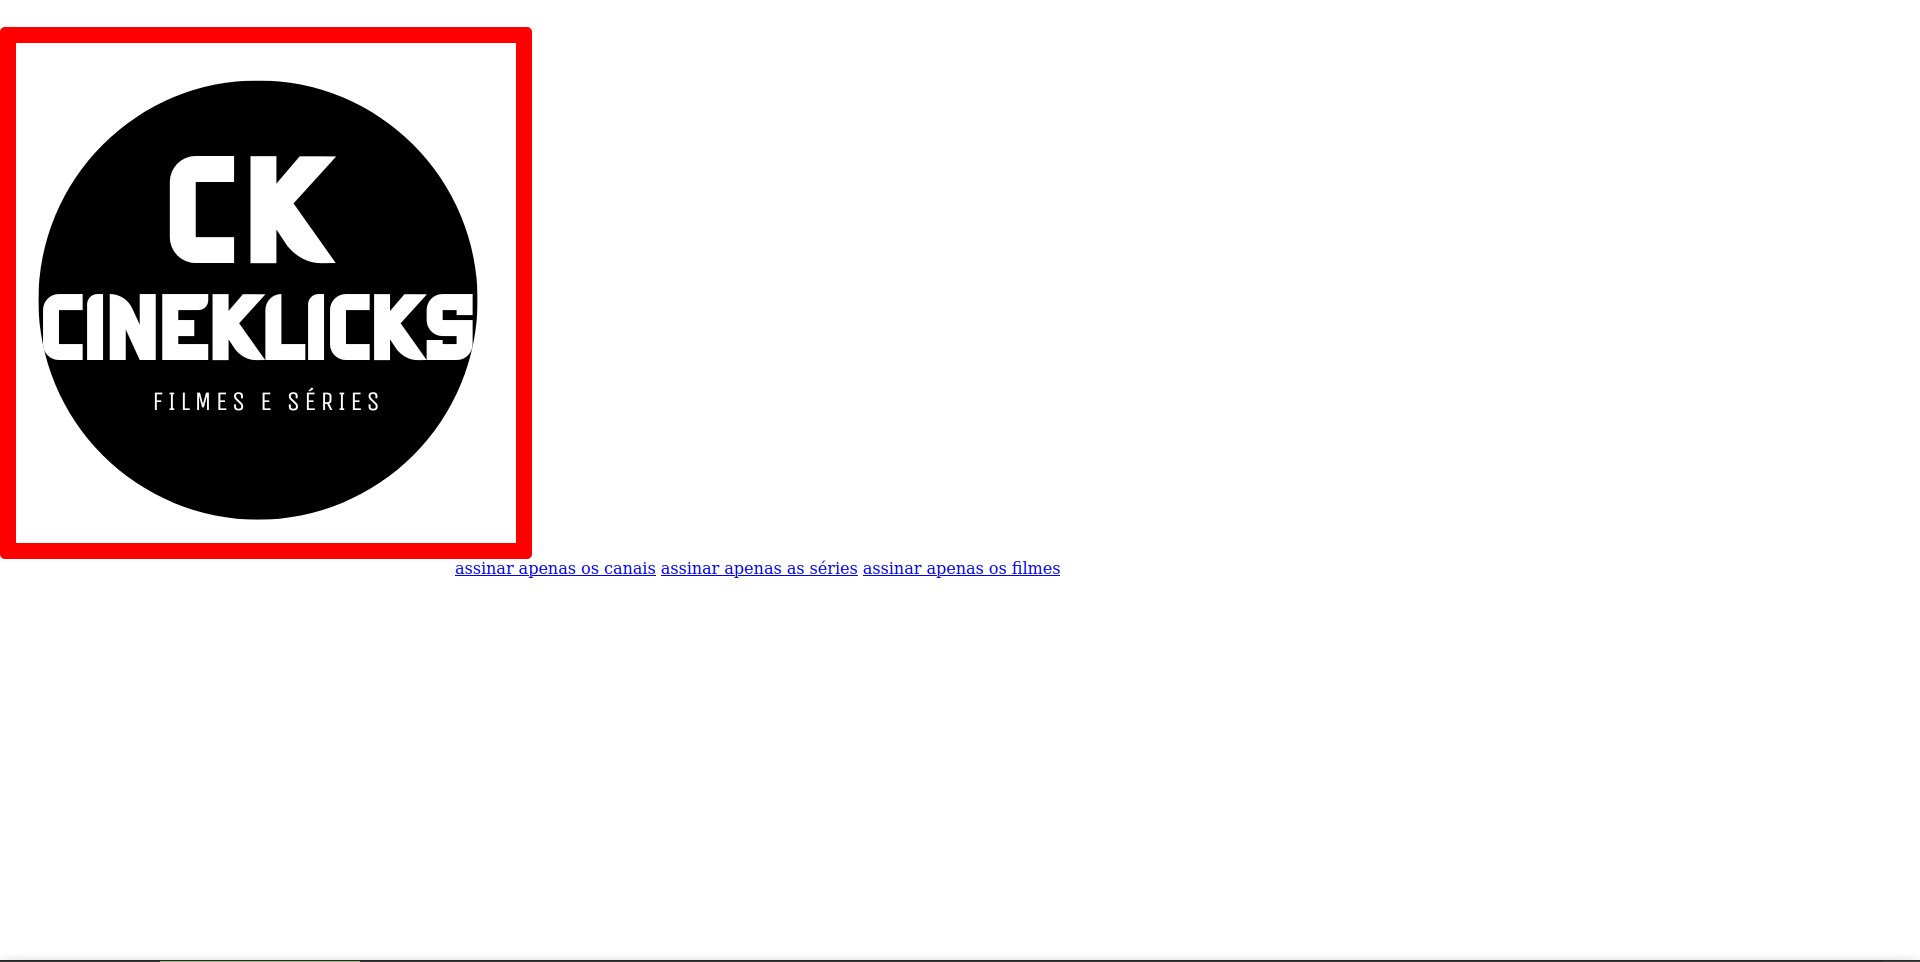 CK
CINEKLICKS
FILMES E SÉRIES
assinar apenas os canais assinar apenas as séries assinar apenas os filmes